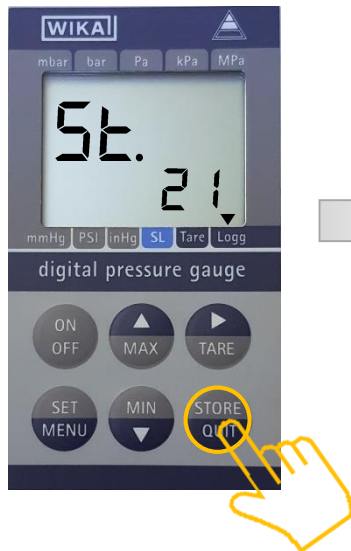 WIKA
mbar bar Pa kPa MPa
St.
21
mmHg PSI inHg SL Tare Logg
digital pressure gauge
ON OFF
MAX
TARE
SET MENU
MIN
STORE QUIT